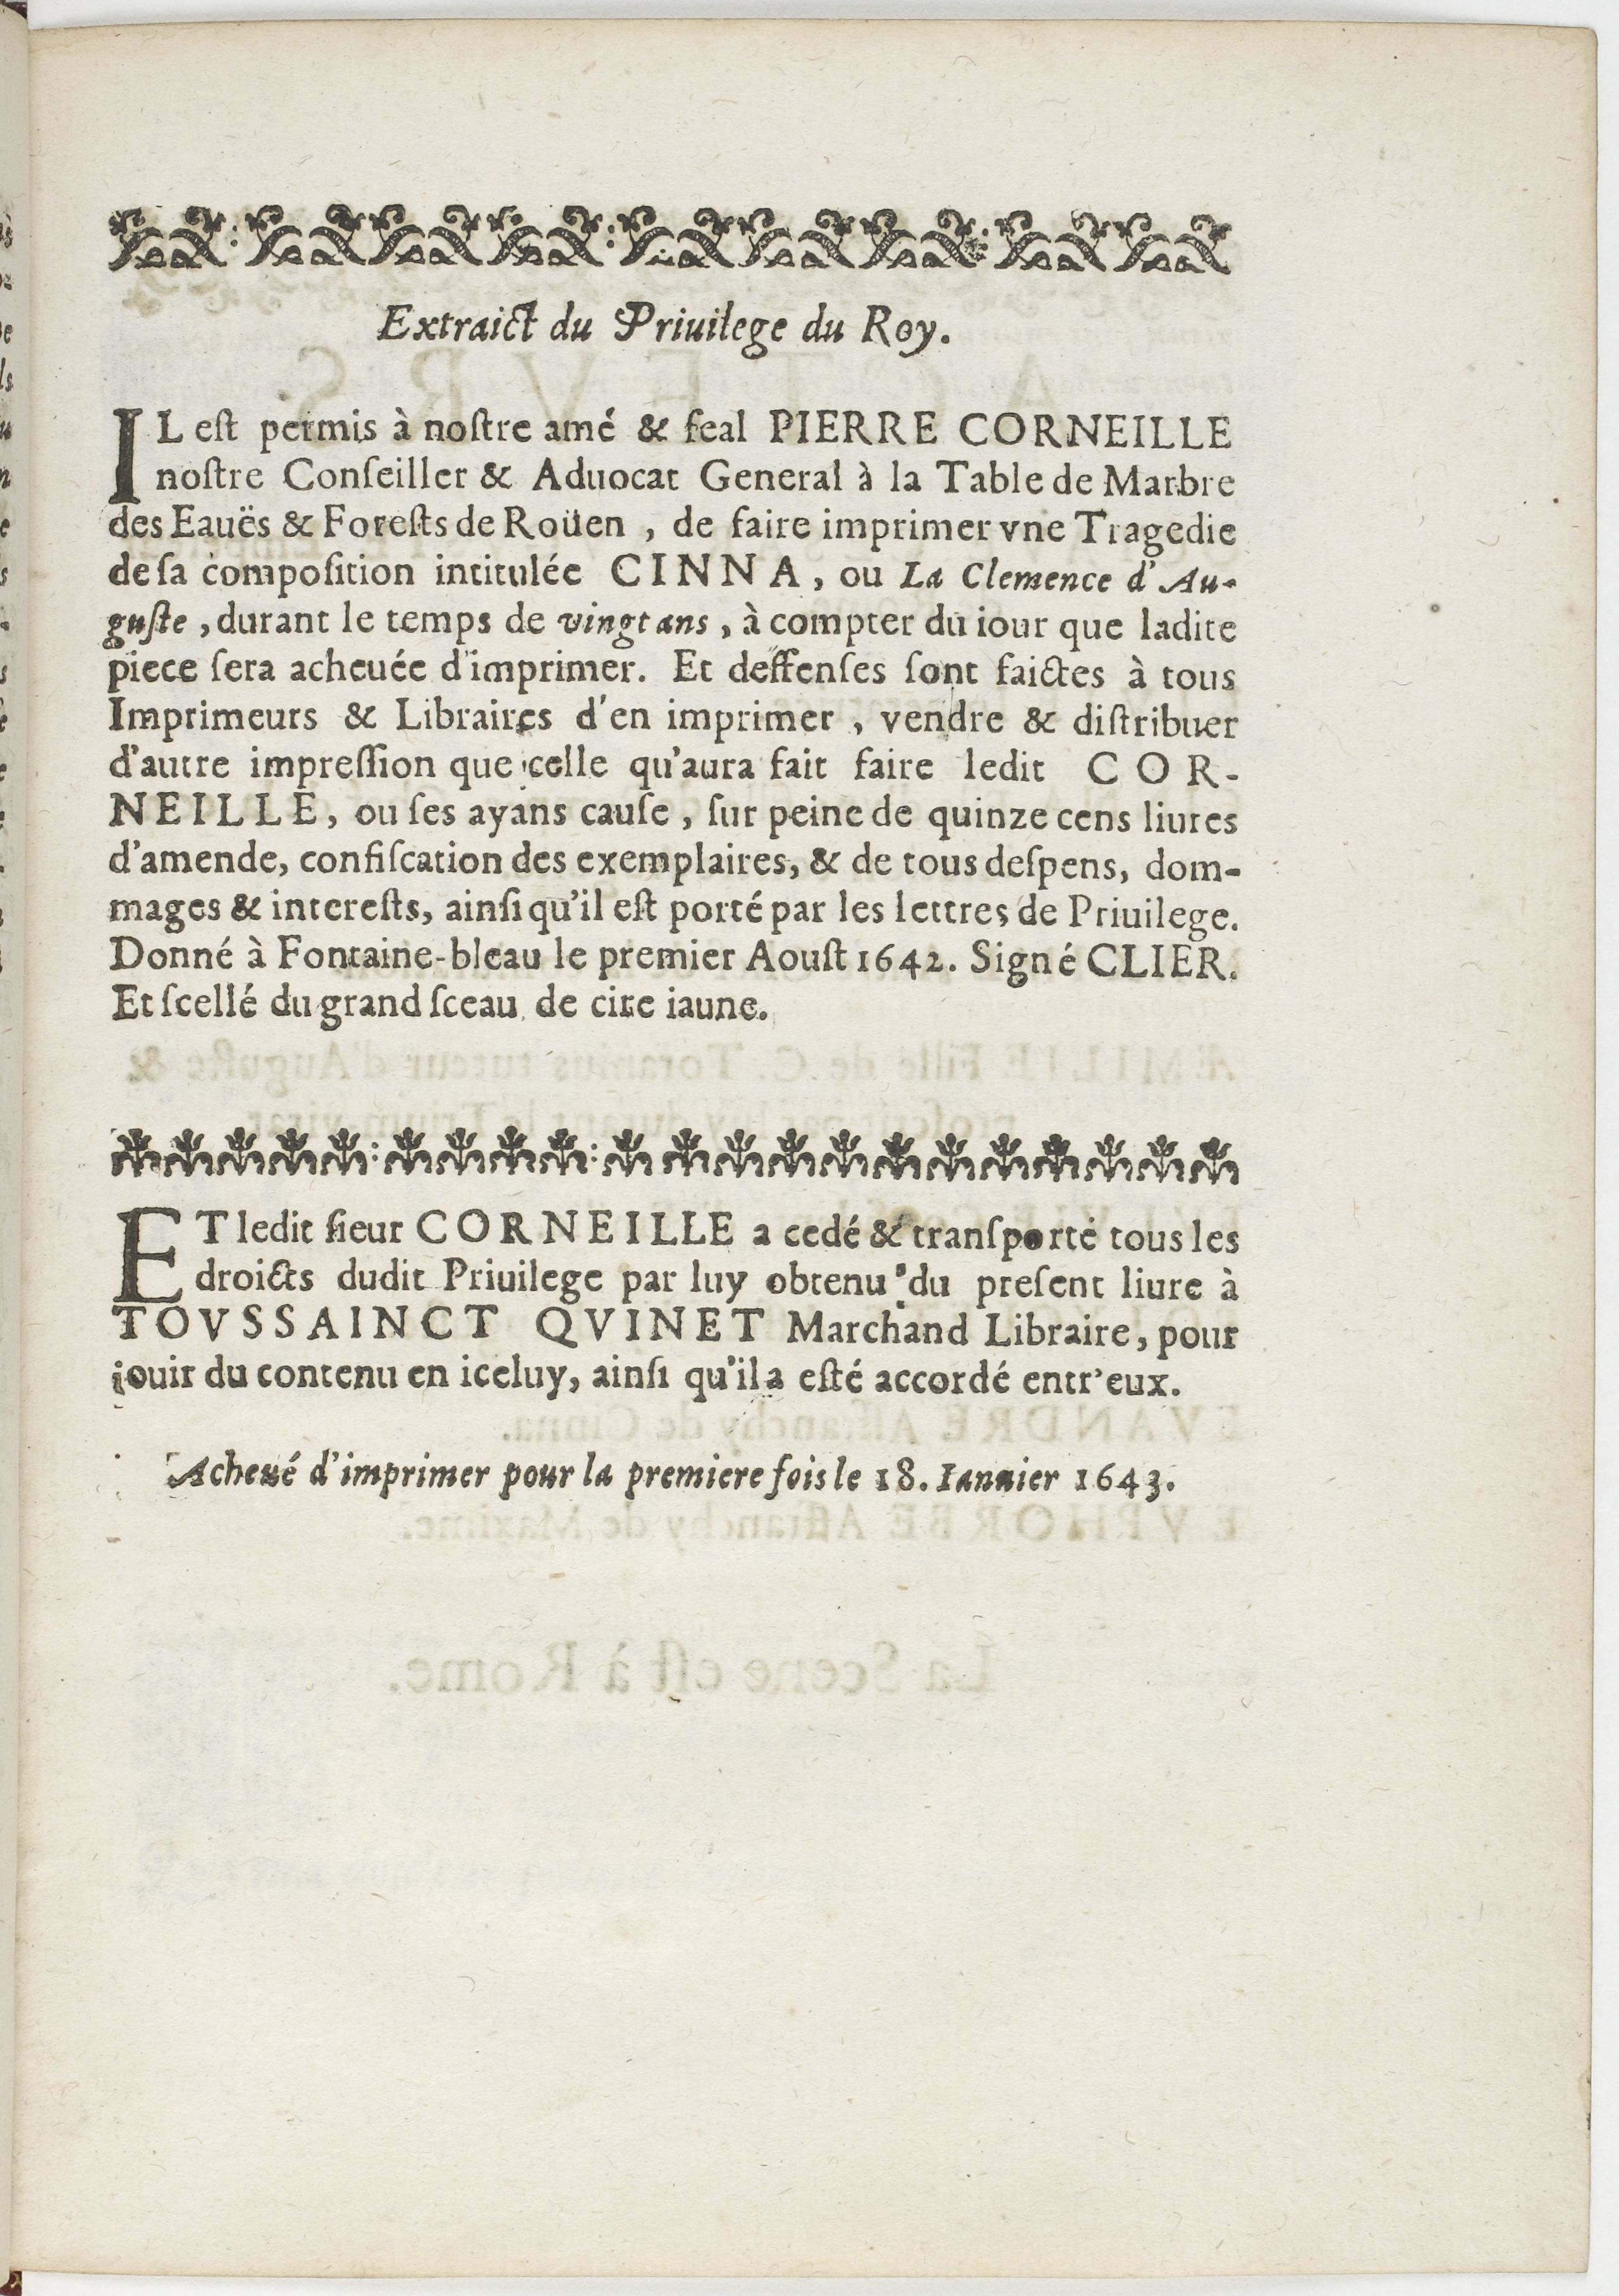 Extraict du Priuilege du Roy.
IL eſt permis à noſtre amé & feal PIERRE CORNEILLE
noſtre Conſeiller & Aduocat General à la Table de Marbre
des Eauës & Foreſts de Roüen, de faire imprimer vne Tragedie
de ſa compoſition intitulée CINNA, ou La Clemence d'Au-
guſte, durant le temps de vingt ans, à compter du iour que ladite
piece ſera acheuée d'imprimer. Et deffenſes ſont faictes à tous
Imprimeurs & Libraires d'en imprimer, vendre & diſtribuer
d'autre impreſſion que celle qu'aura fait faire ledit COR-
NEILLE, ou ſes ayans cauſe, ſur peine de quinze cens liures
d'amende, confiſcation des exemplaires, & de tous deſpens, dom-
mages & intereſts, ainſi qu'il eſt porté par les lettres de Priuilege.
Donné à Fontaine-bleau le premier Aouſt 1642. Signé CLIER.
Et ſcellé du grand ſceau de cire iaune.
ET ledit ſieur CORNEILLE a cedé & tranſporté tous les
droicts dudit Priuilege par luy obtenu du preſent liure à
TOVSSAINCT QVINET Marchand Libraire, pour
iouir du contenu en iceluy, ainſi qu'il a eſté accordé entr'eux.
Acheué d'imprimer pour la premiere fois le 18. Ianuier 1643.